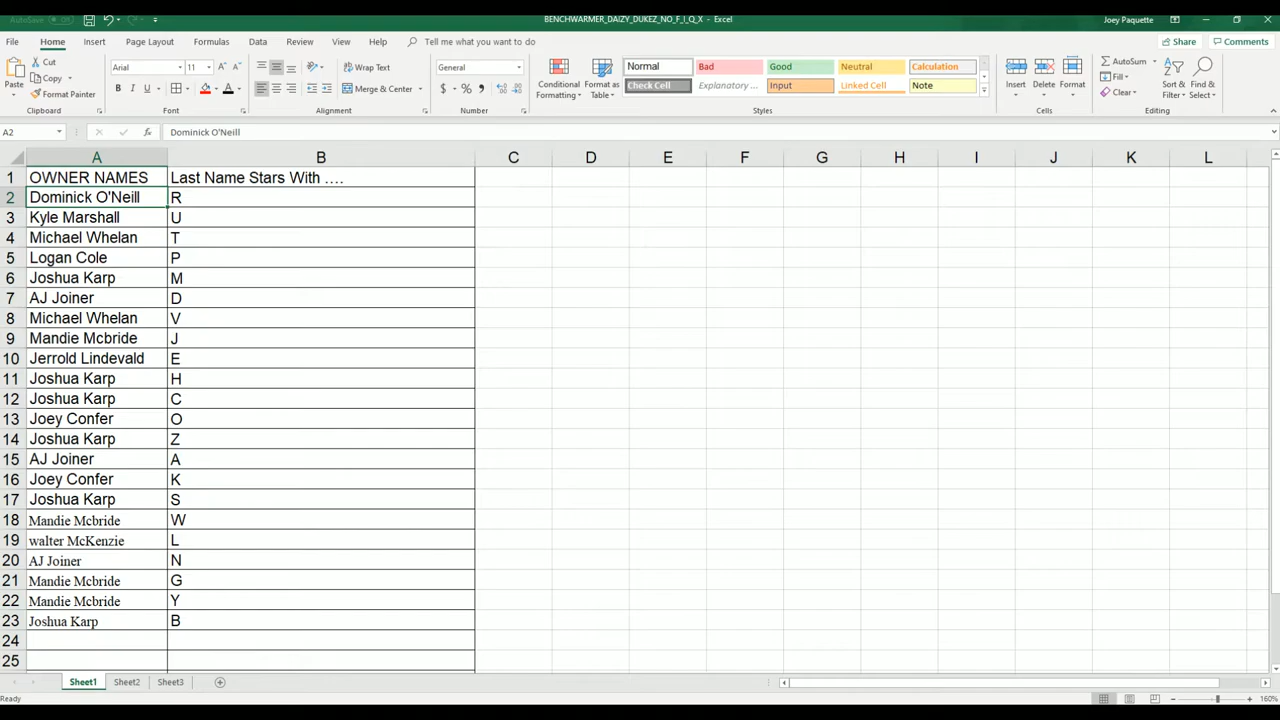 AutoSave Off
BENCHWARMER_DAIZY_DUKEZ_NO_F_I_Q_X - Excel
Joey Paquette
File Home Insert Page Layout Formulas Data Review View Help Tell me what you want to do
Share Comments
Paste
Cut
Copy
Format Painter
Clipboard
Arial 11
B I U
Font
Wrap Text
Merge & Center
Alignment
General
$ %
Number
Conditional Formatting
Format as Table
Normal Bad Good Neutral Calculation
Check Cell Explanatory ... Input Linked Cell Note
Styles
Insert Delete Format
Cells
AutoSum
Fill
Clear
Sort & Filter
Find & Select
Editing
A2 fx Dominick O'Neill
A B C D E F G H I J K L
1 OWNER NAMES Last Name Stars With ....
2 Dominick O'Neill R
3 Kyle Marshall U
4 Michael Whelan T
5 Logan Cole P
6 Joshua Karp M
7 AJ Joiner D
8 Michael Whelan V
9 Mandie Mcbride J
10 Jerrold Lindevald E
11 Joshua Karp H
12 Joshua Karp C
13 Joey Confer O
14 Joshua Karp Z
15 AJ Joiner A
16 Joey Confer K
17 Joshua Karp S
18 Mandie Mcbride W
19 walter McKenzie L
20 AJ Joiner N
21 Mandie Mcbride G
22 Mandie Mcbride Y
23 Joshua Karp B
24
25
Sheet1 Sheet2 Sheet3
Ready
160%